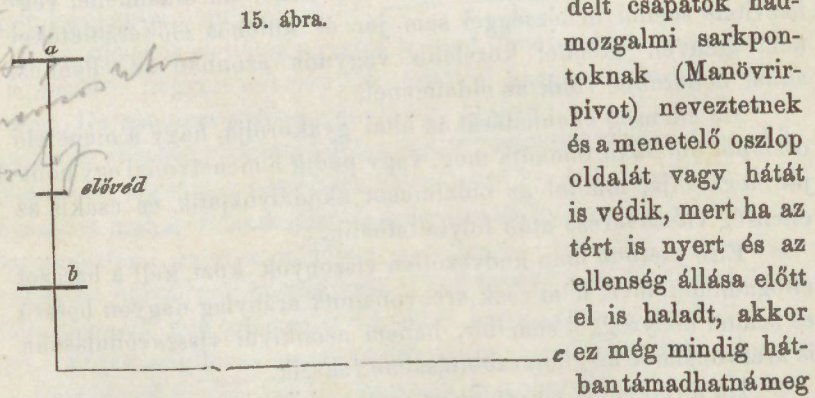 15. ábra.
a
elővéd
b
c
delt csapatok had-
mozgalmi sarkpon-
toknak (Manövrir-
pivot) neveztetnek
és a menetelő oszlop
oldalát vagy hátát
is védik, mert ha az
tért is nyert és az
ellenség állása előtt
el is haladt, akkor
ez még mindig hát-
ban támadhatná meg